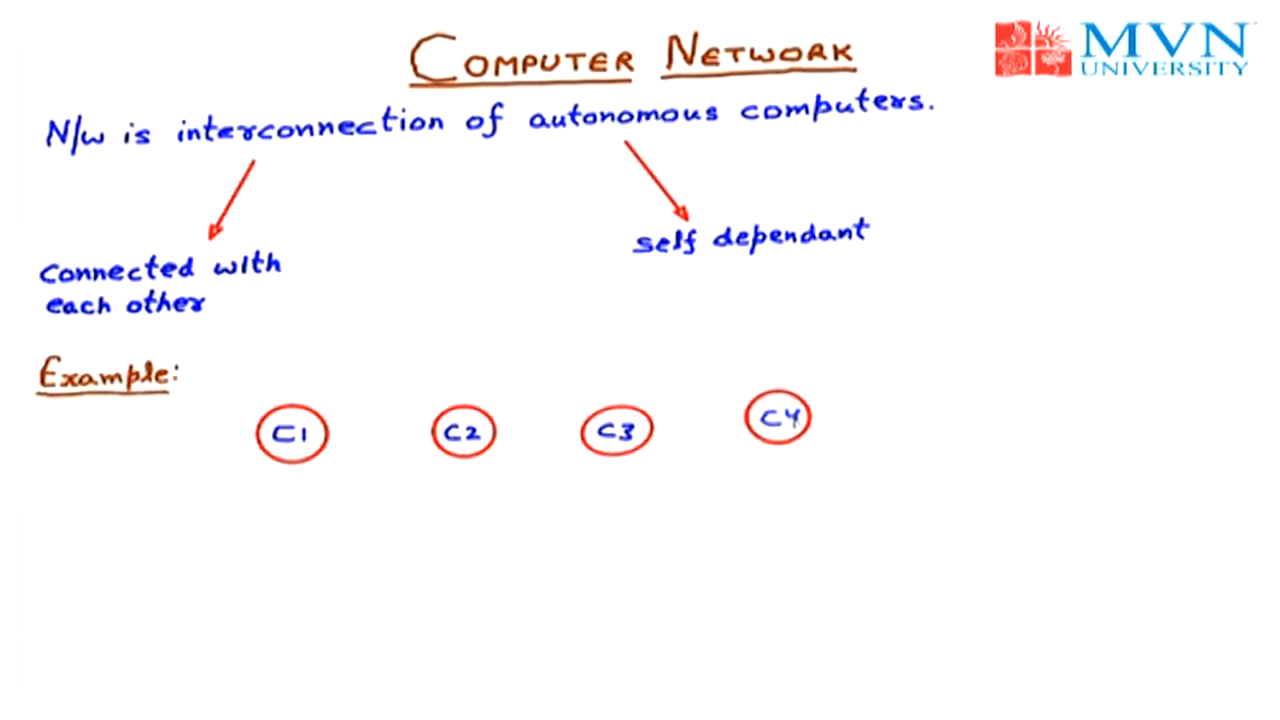 COMPUTER NETWORK
MVN
UNIVERSITY
N/w is interconnection of autonomous computers.
self dependant
Connected with
each other
Example:
C1 C2 C3 C4